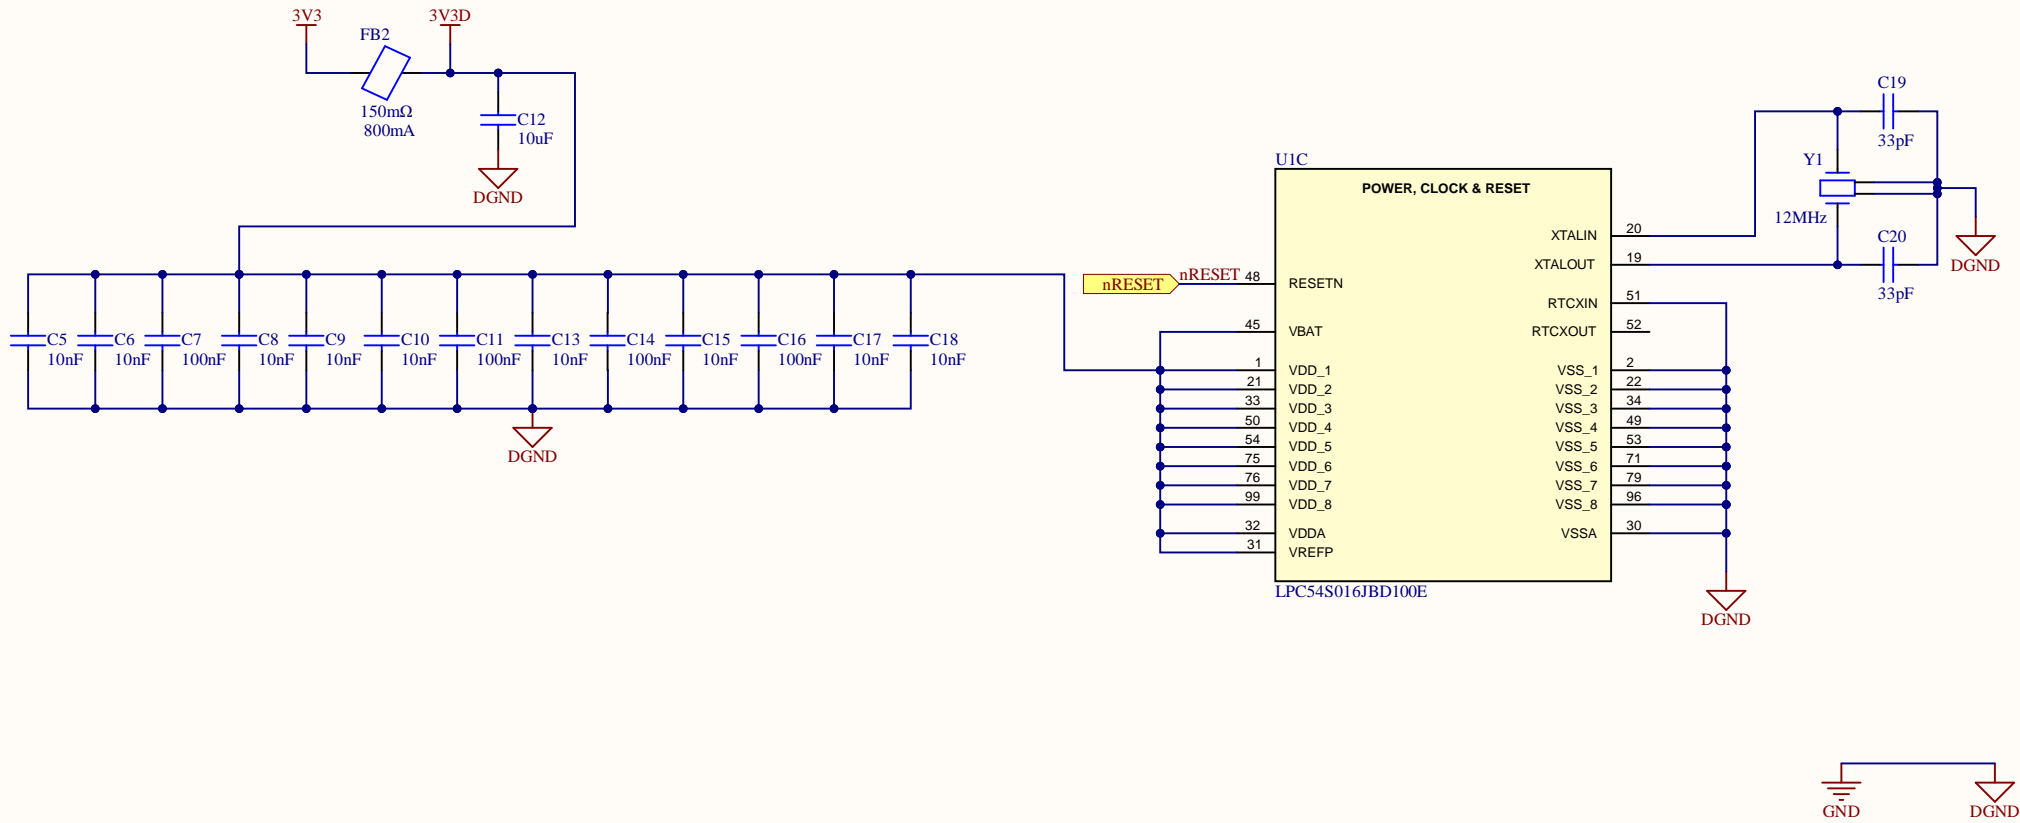 3V3
3V3D
FB2
150mΩ
800mA
C12
10uF
DGND
C5
10nF
C6
10nF
C7
100nF
C8
10nF
C9
10nF
C10
10nF
C11
100nF
C13
10nF
C14
100nF
C15
10nF
C16
100nF
C17
10nF
C18
10nF
DGND
U1C
POWER, CLOCK & RESET
nRESET
nRESET
48 RESETN
45 VBAT
1 VDD_1
21 VDD_2
33 VDD_3
50 VDD_4
54 VDD_5
75 VDD_6
76 VDD_7
99 VDD_8
32 VDDA
31 VREFP
XTALIN 20
XTALOUT 19
RTCXIN 51
RTCXOUT 52
VSS_1 2
VSS_2 22
VSS_3 34
VSS_4 49
VSS_5 53
VSS_6 71
VSS_7 79
VSS_8 96
VSSA 30
LPC54S016JBD100E
DGND
C19
33pF
Y1
12MHz
C20
33pF
DGND
GND
DGND